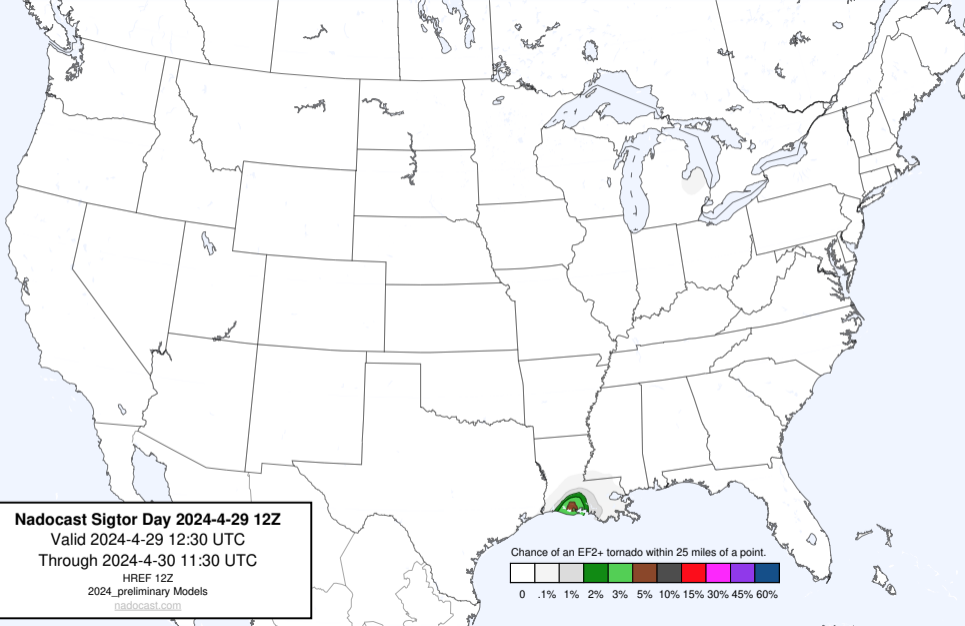 Nadocast Sigtor Day 2024-4-29 12Z
Valid 2024-4-29 12:30 UTC
Through 2024-4-30 11:30 UTC
HREF 12Z
2024_preliminary Models
nadocast.com
Chance of an EF2+ tornado within 25 miles of a point.
0 .1% 1% 2% 3% 5% 10% 15% 30% 45% 60%